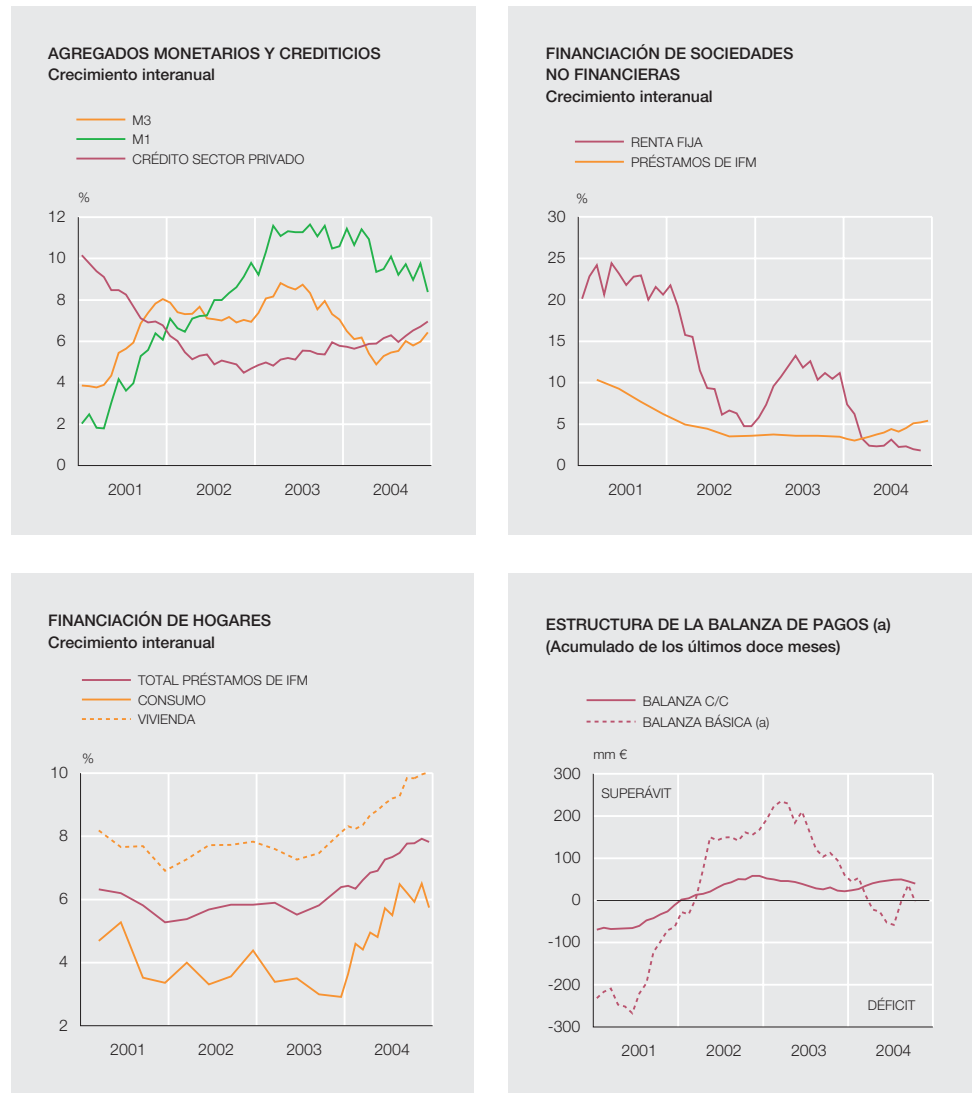 AGREGADOS MONETARIOS Y CREDITICIOS
Crecimiento interanual
M3
M1
CRÉDITO SECTOR PRIVADO
%
12
10
8
6
4
2
0
2001 2002 2003 2004
FINANCIACIÓN DE SOCIEDADES
NO FINANCIERAS
Crecimiento interanual
RENTA FIJA
PRÉSTAMOS DE IFM
%
30
25
20
15
10
5
0
2001 2002 2003 2004
FINANCIACIÓN DE HOGARES
Crecimiento interanual
TOTAL PRÉSTAMOS DE IFM
CONSUMO
VIVIENDA
%
10
8
6
4
2
2001 2002 2003 2004
ESTRUCTURA DE LA BALANZA DE PAGOS (a)
(Acumulado de los últimos doce meses)
BALANZA C/C
BALANZA BÁSICA (a)
mm €
300
SUPERÁVIT
200
100
0
-100
-200
DÉFICIT
-300
2001 2002 2003 2004